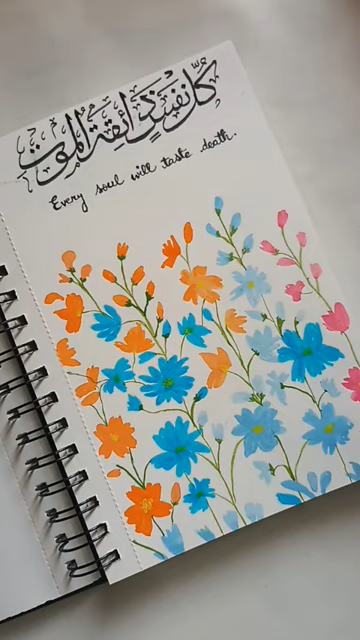 كُلُّ نَفْسٍ ذَائِقَةُ الْمَوْتِ
Every soul will taste death.